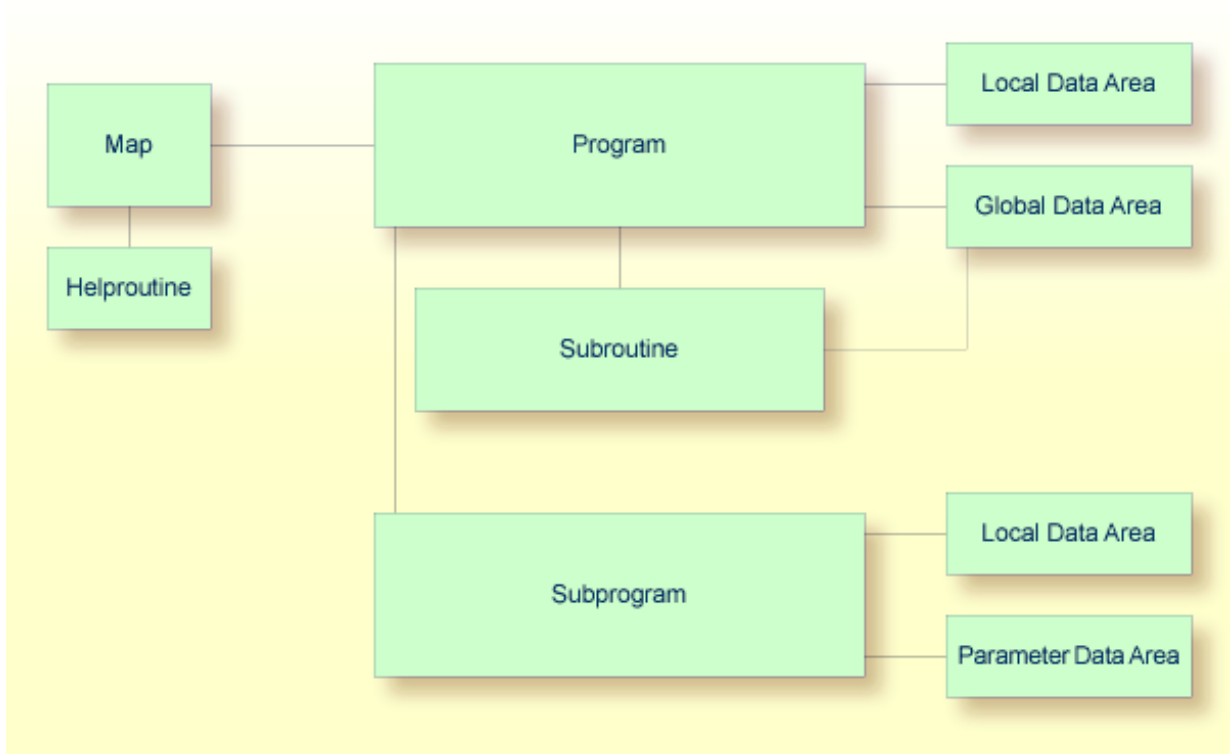 Local Data Area
Map
Program
Global Data Area
Helproutine
Subroutine
Local Data Area
Subprogram
Parameter Data Area